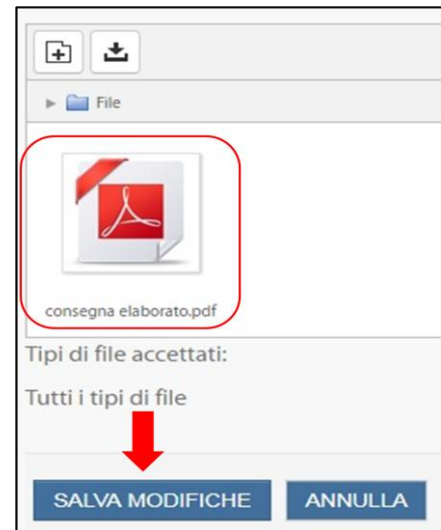 File
consegna elaborato.pdf
Tipi di file accettati:
Tutti i tipi di file
SALVA MODIFICHE
ANNULLA